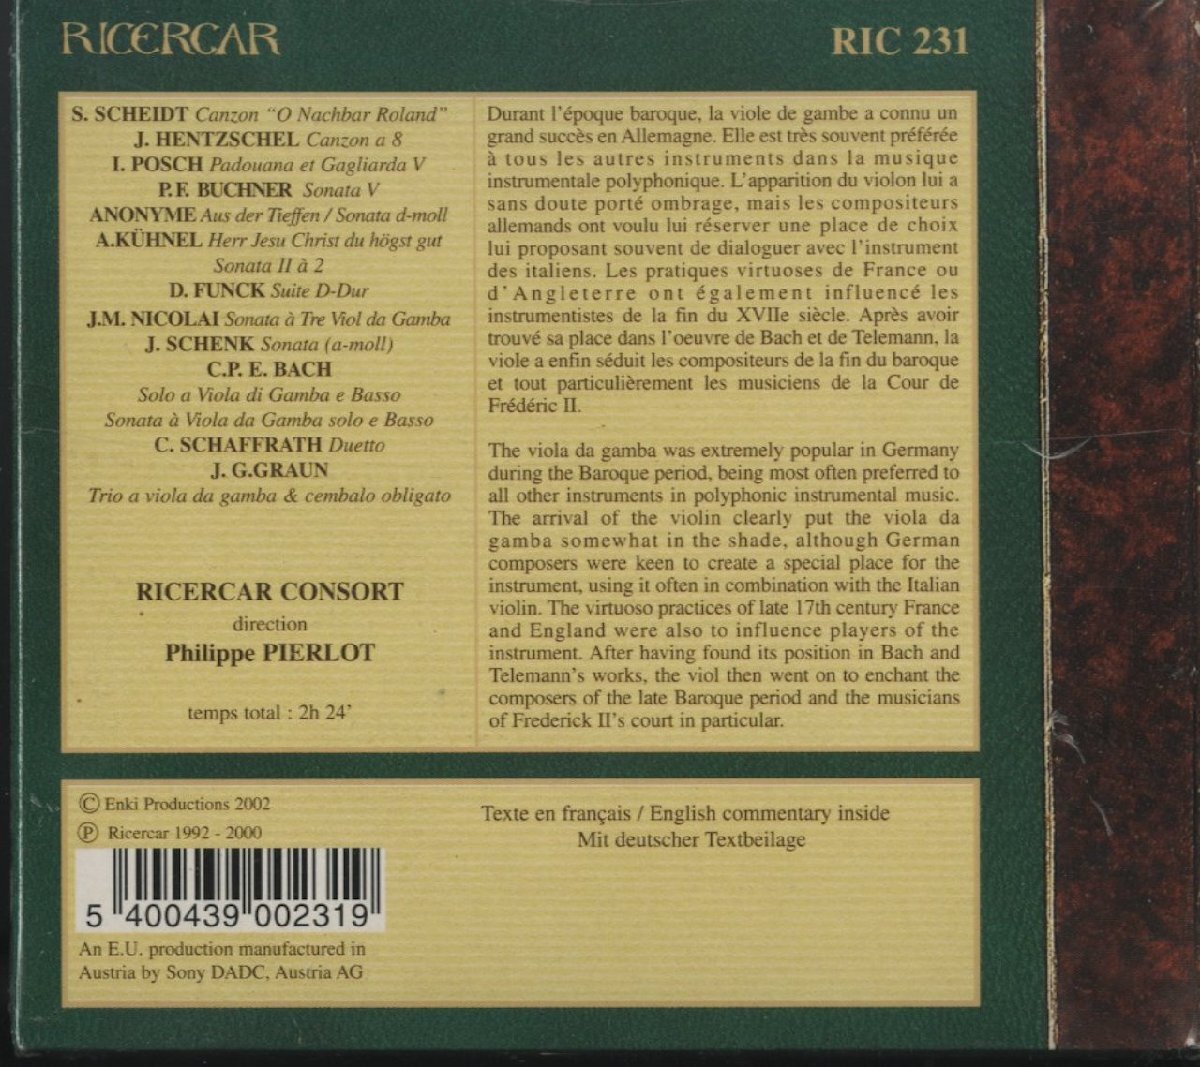 RICERCAR
RIC 231
S. SCHEIDT Canzon "O Nachbar Roland"
J. HENTZSCHEL Canzon a 8
I. POSCH Padouana et Gagliarda V
P.F. BUCHNER Sonata V
ANONYME Aus der Tieffen / Sonata d-moll
A.KÜHNEL Herr Jesu Christ du högst gut
Sonata II à 2
D. FUNCK Suite D-Dur
J.M. NICOLAI Sonata à Tre Viol da Gamba
J. SCHENK Sonata (a-moll)
C.P. E. BACH
Solo a Viola di Gamba e Basso
Sonata à Viola da Gamba solo e Basso
C. SCHAFFRATH Duetto
J. G.GRAUN
Trio a viola da gamba & cembalo obligato
RICERCAR CONSORT
direction
Philippe PIERLOT
temps total : 2h 24'
Durant l'époque baroque, la viole de gambe a connu un
grand succès en Allemagne. Elle est très souvent préférée
à tous les autres instruments dans la musique
instrumentale polyphonique. L'apparition du violon lui a
sans doute porté ombrage, mais les compositeurs
allemands ont voulu lui réserver une place de choix
lui proposant souvent de dialoguer avec l'instrument
des italiens. Les pratiques virtuoses de France ou
d'Angleterre ont également influencé les
instrumentistes de la fin du XVIIe siècle. Après avoir
trouvé sa place dans l'oeuvre de Bach et de Telemann, la
viole a enfin séduit les compositeurs de la fin du baroque
et tout particulièrement les musiciens de la Cour de
Frédéric II.
The viola da gamba was extremely popular in Germany
during the Baroque period, being most often preferred to
all other instruments in polyphonic instrumental music.
The arrival of the violin clearly put the viola da
gamba somewhat in the shade, although German
composers were keen to create a special place for the
instrument, using it often in combination with the Italian
violin. The virtuoso practices of late 17th century France
and England were also to influence players of the
instrument. After having found its position in Bach and
Telemann's works, the viol then went on to enchant the
composers of the late Baroque period and the musicians
of Frederick II's court in particular.
© Enki Productions 2002
℗ Ricercar 1992 - 2000
5 400439 002319
An E.U. production manufactured in
Austria by Sony DADC, Austria AG
Texte en français / English commentary inside
Mit deutscher Textbeilage